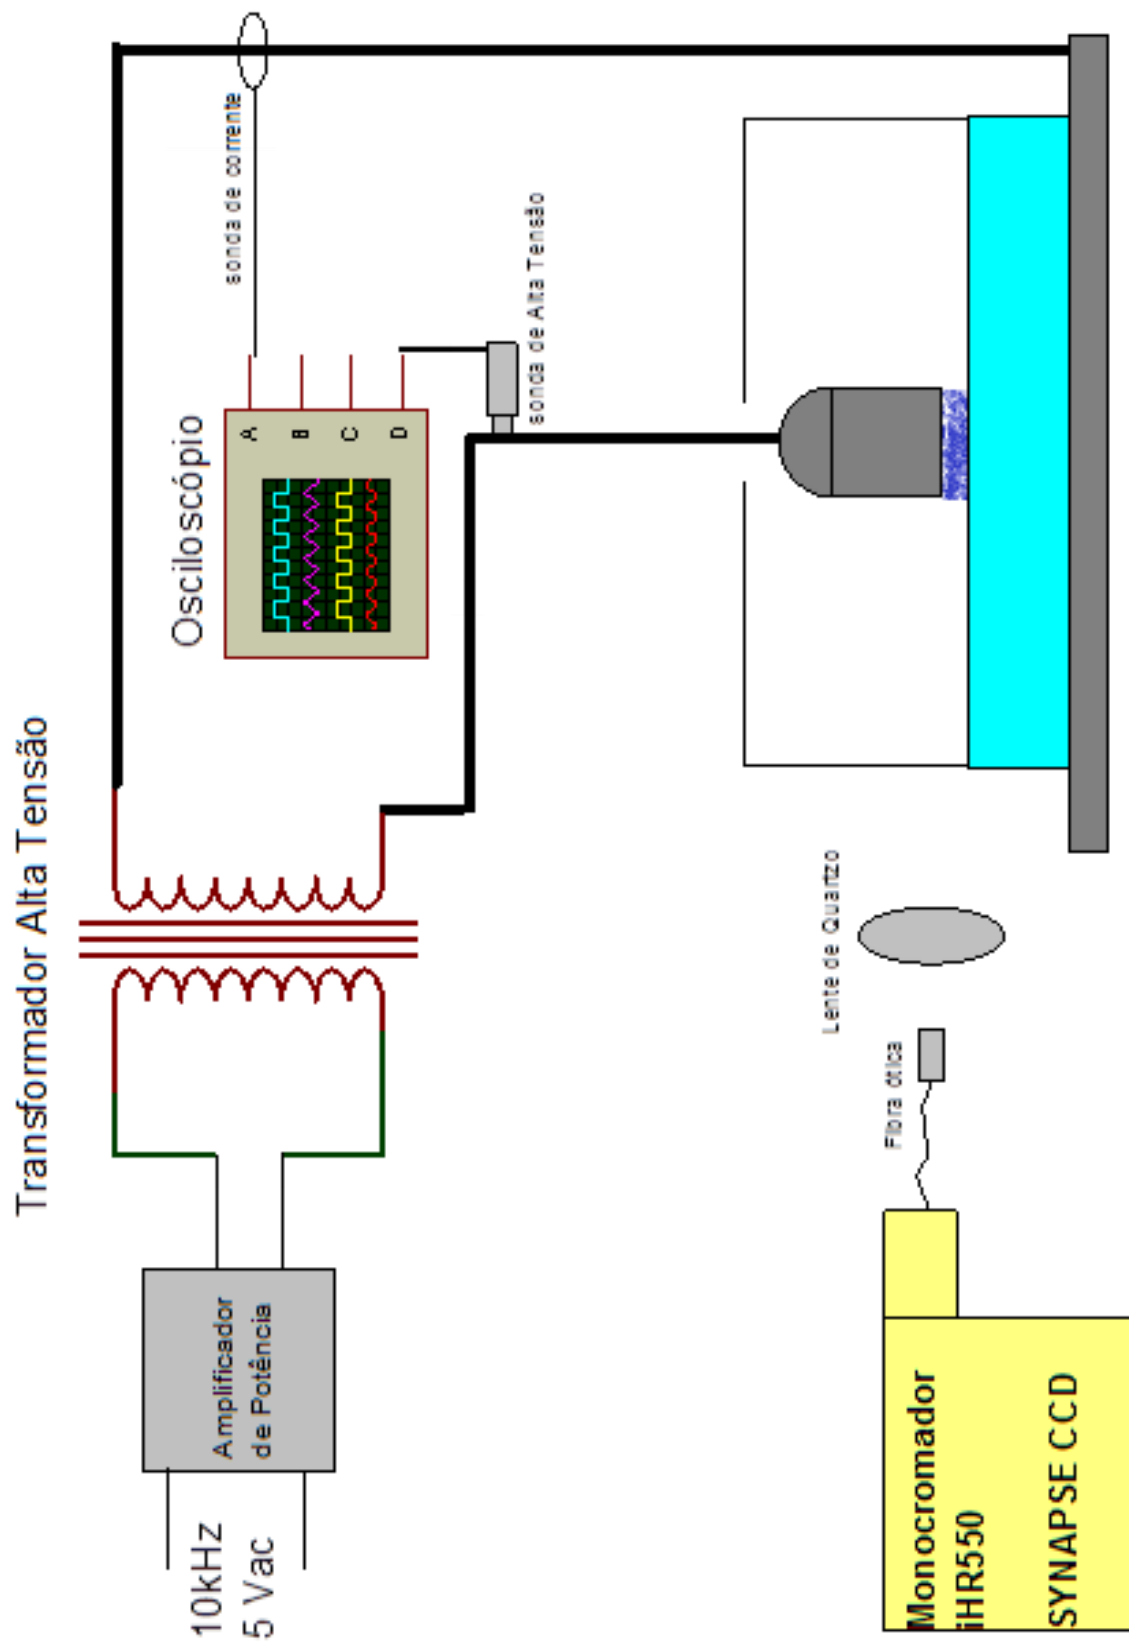 Transformador Alta Tensão
10kHz
5 Vac
Amplificador
de Potência
Osciloscópio
A
B
C
D
sonda de corrente
sonda de Alta Tensão
Monocromador
iHR550
SYNAPSE CCD
Fibra ótica
Lente de Quartzo